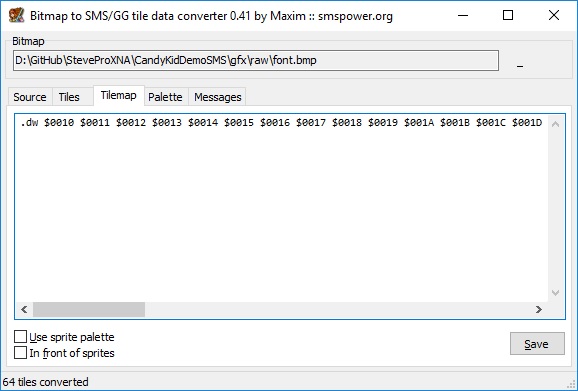 Bitmap to SMS/GG tile data converter 0.41 by Maxim :: smspower.org
Bitmap
D:\GitHub\SteveProXNA\CandyKidDemoSMS\gfx\raw\font.bmp
Source Tiles Tilemap Palette Messages
.dw $0010 $0011 $0012 $0013 $0014 $0015 $0016 $0017 $0018 $0019 $001A $001B $001C $001D
Use sprite palette
In front of sprites
Save
64 tiles converted